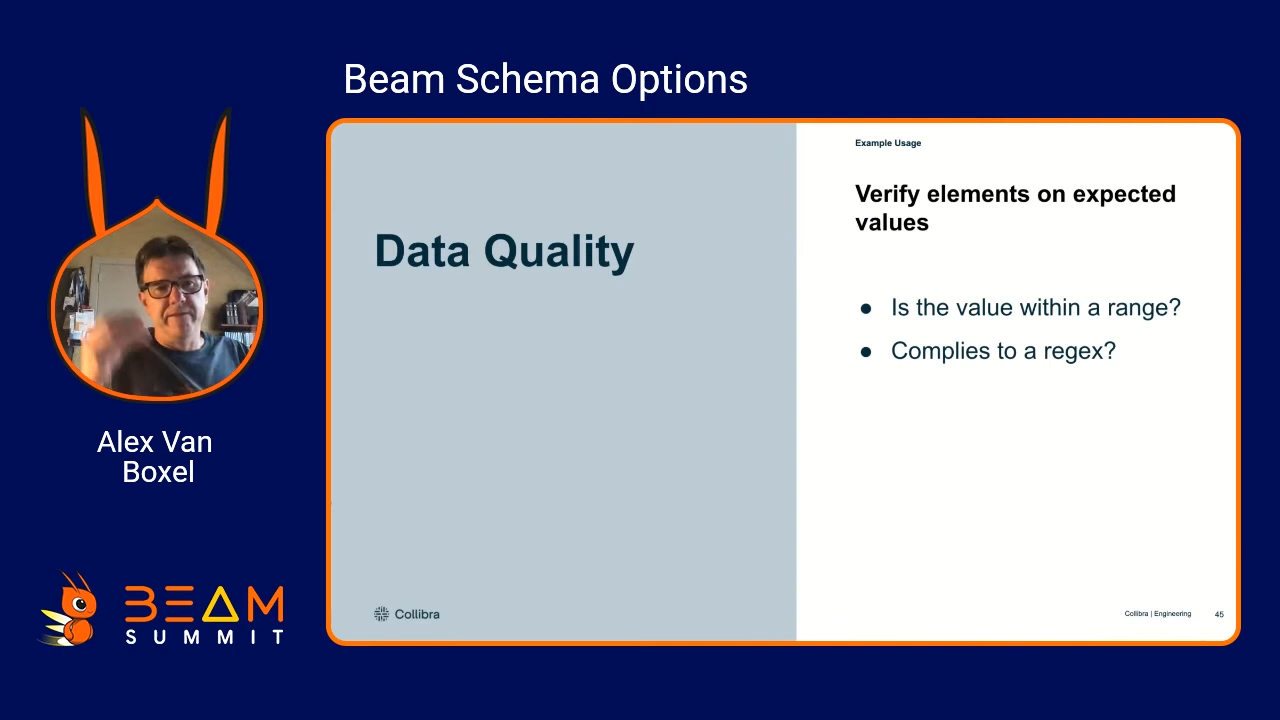 Beam Schema Options
Example Usage
Verify elements on expected
values
Data Quality
● Is the value within a range?
● Complies to a regex?
Alex Van
Boxel
BEAM
SUMMIT
Collibra
Collibra | Engineering
45